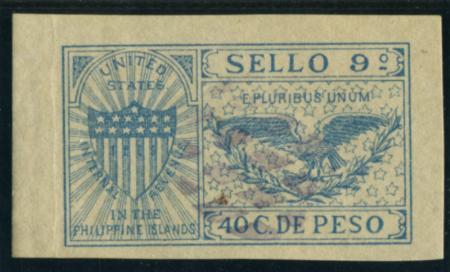 UNITED
STATES
INTERNAL REVENUE
IN THE
PHILIPPINE ISLANDS
SELLO 9º
E PLURIBUS UNUM
40 C. DE PESO